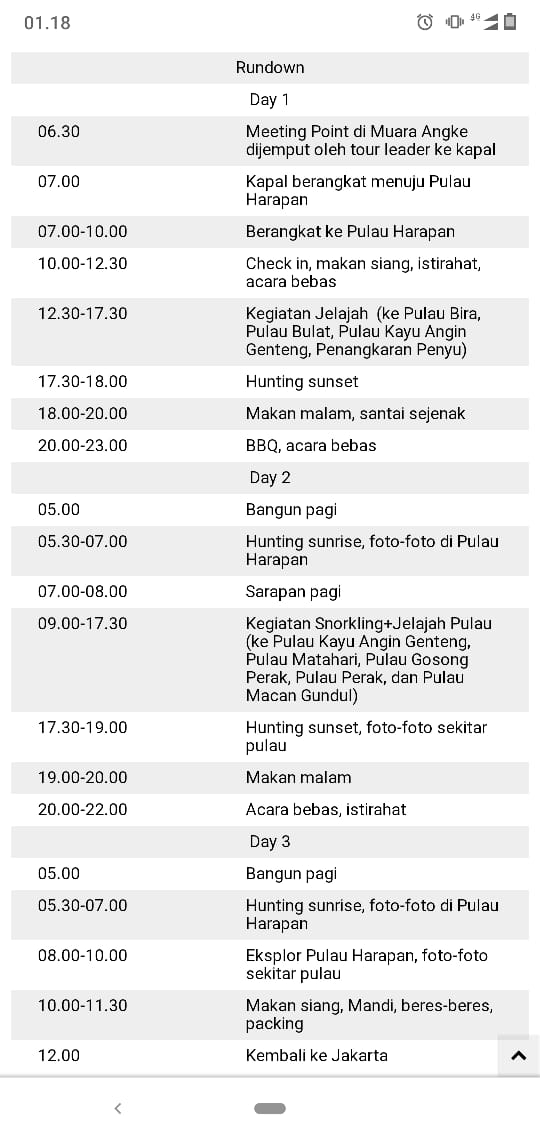 01.18
4G
Rundown
Day 1
06.30 Meeting Point di Muara Angke
dijemput oleh tour leader ke kapal
07.00 Kapal berangkat menuju Pulau
Harapan
07.00-10.00 Berangkat ke Pulau Harapan
10.00-12.30 Check in, makan siang, istirahat,
acara bebas
12.30-17.30 Kegiatan Jelajah (ke Pulau Bira,
Pulau Bulat, Pulau Kayu Angin
Genteng, Penangkaran Penyu)
17.30-18.00 Hunting sunset
18.00-20.00 Makan malam, santai sejenak
20.00-23.00 BBQ, acara bebas
Day 2
05.00 Bangun pagi
05.30-07.00 Hunting sunrise, foto-foto di Pulau
Harapan
07.00-08.00 Sarapan pagi
09.00-17.30 Kegiatan Snorkling+Jelajah Pulau
(ke Pulau Kayu Angin Genteng,
Pulau Matahari, Pulau Gosong
Perak, Pulau Perak, dan Pulau
Macan Gundul)
17.30-19.00 Hunting sunset, foto-foto sekitar
pulau
19.00-20.00 Makan malam
20.00-22.00 Acara bebas, istirahat
Day 3
05.00 Bangun pagi
05.30-07.00 Hunting sunrise, foto-foto di Pulau
Harapan
08.00-10.00 Eksplor Pulau Harapan, foto-foto
sekitar pulau
10.00-11.30 Makan siang, Mandi, beres-beres,
packing
12.00 Kembali ke Jakarta